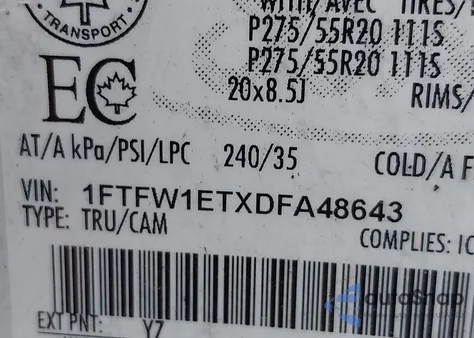 WITH/AVEC TIRES/
TRANSPORT
P275/55R20 111S
P275/55R20 111S
EC
20x8.5J RIMS/
AT/A kPa/PSI/LPC 240/35 COLD/A F
VIN: 1FTFW1ETXDFA48643
TYPE: TRU/CAM
COMPLIES: IC
EXT PNT: YZ
autoSnap